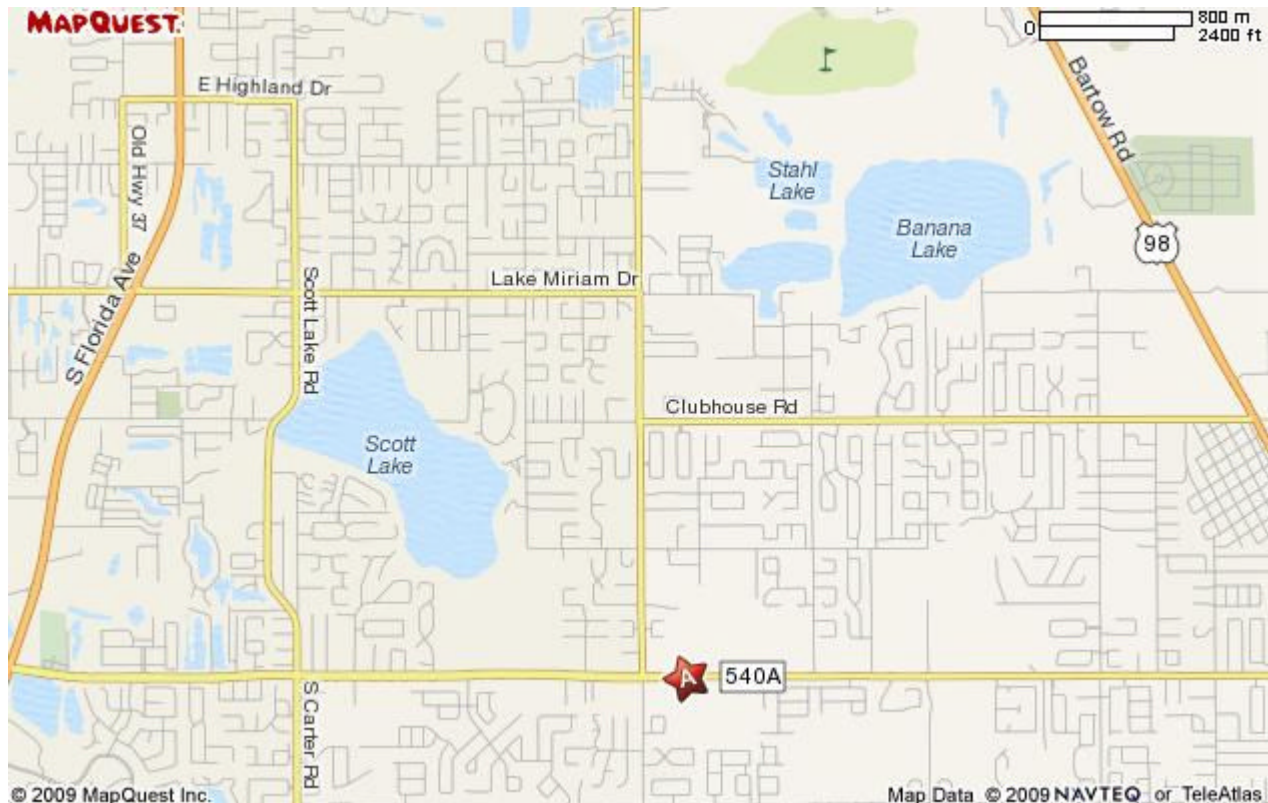 MAPQUEST.
0
800 m
2400 ft
E Highland Dr
Old Hwy 37
Bartow Rd
Stahl
Lake
Banana
Lake
98
S Florida Ave
Scott Lake Rd
Lake Miriam Dr
Clubhouse Rd
Scott
Lake
A
540A
S Carter Rd
© 2009 MapQuest Inc.
Map Data © 2009 NAVTEQ or TeleAtlas